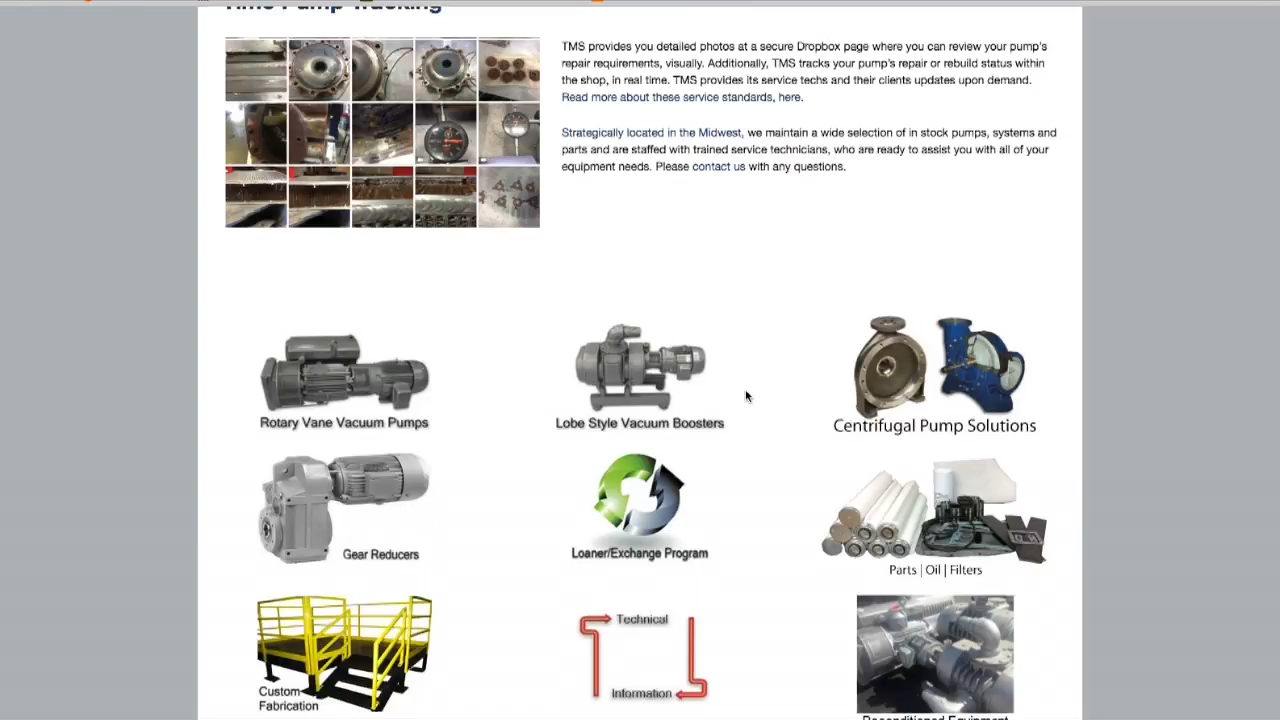 Time Pump Tracking
TMS provides you detailed photos at a secure Dropbox page where you can review your pump's
repair requirements, visually. Additionally, TMS tracks your pump's repair or rebuild status within
the shop, in real time. TMS provides its service techs and their clients updates upon demand.
Read more about these service standards, here.
Strategically located in the Midwest, we maintain a wide selection of in stock pumps, systems and
parts and are staffed with trained service technicians, who are ready to assist you with all of your
equipment needs. Please contact us with any questions.
Rotary Vane Vacuum Pumps
Lobe Style Vacuum Boosters
Centrifugal Pump Solutions
Gear Reducers
Loaner/Exchange Program
Parts | Oil | Filters
Custom
Fabrication
Technical
Information
Reconditioned Equipment